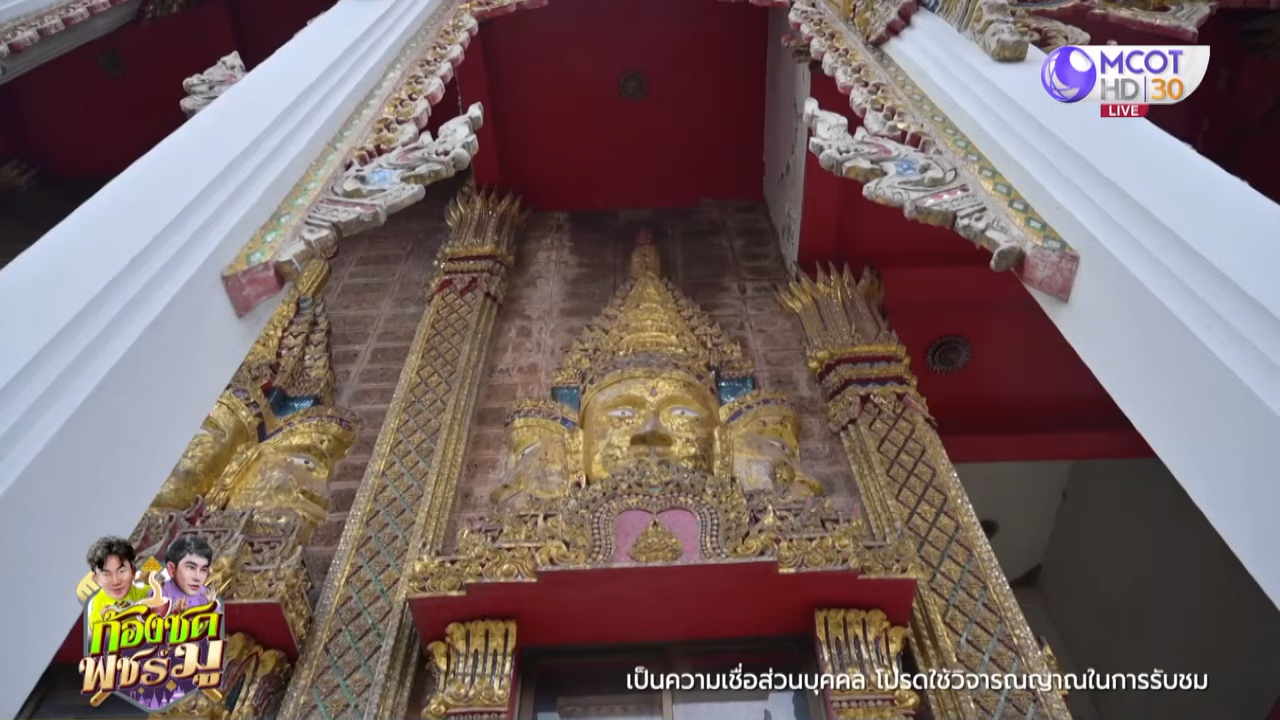 MCOT
HD 30
LIVE
ก้องชด
พชรมู
เป็นความเชื่อส่วนบุคคล โปรดใช้วิจารณญาณในการรับชม